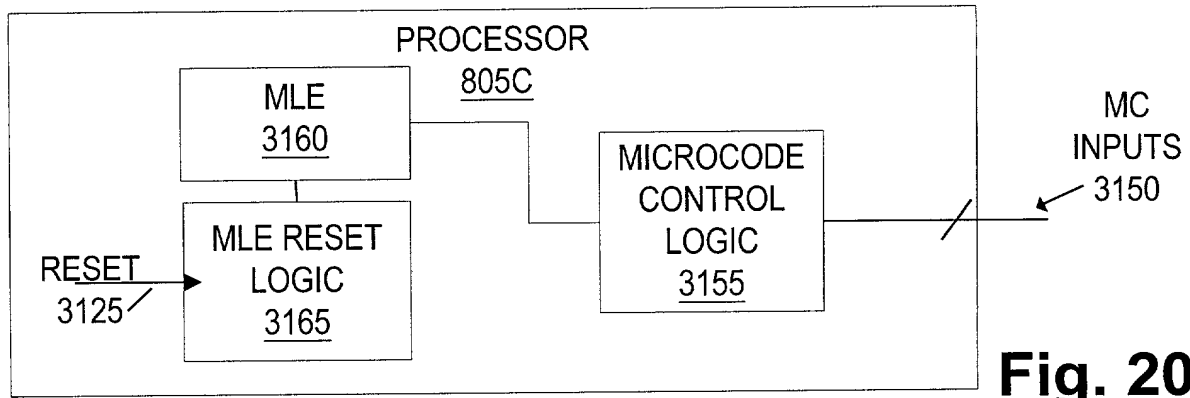 PROCESSOR
805C
MLE
3160
MICROCODE
CONTROL
LOGIC
3155
MC
INPUTS
3150
MLE RESET
LOGIC
3165
RESET
3125
Fig. 20